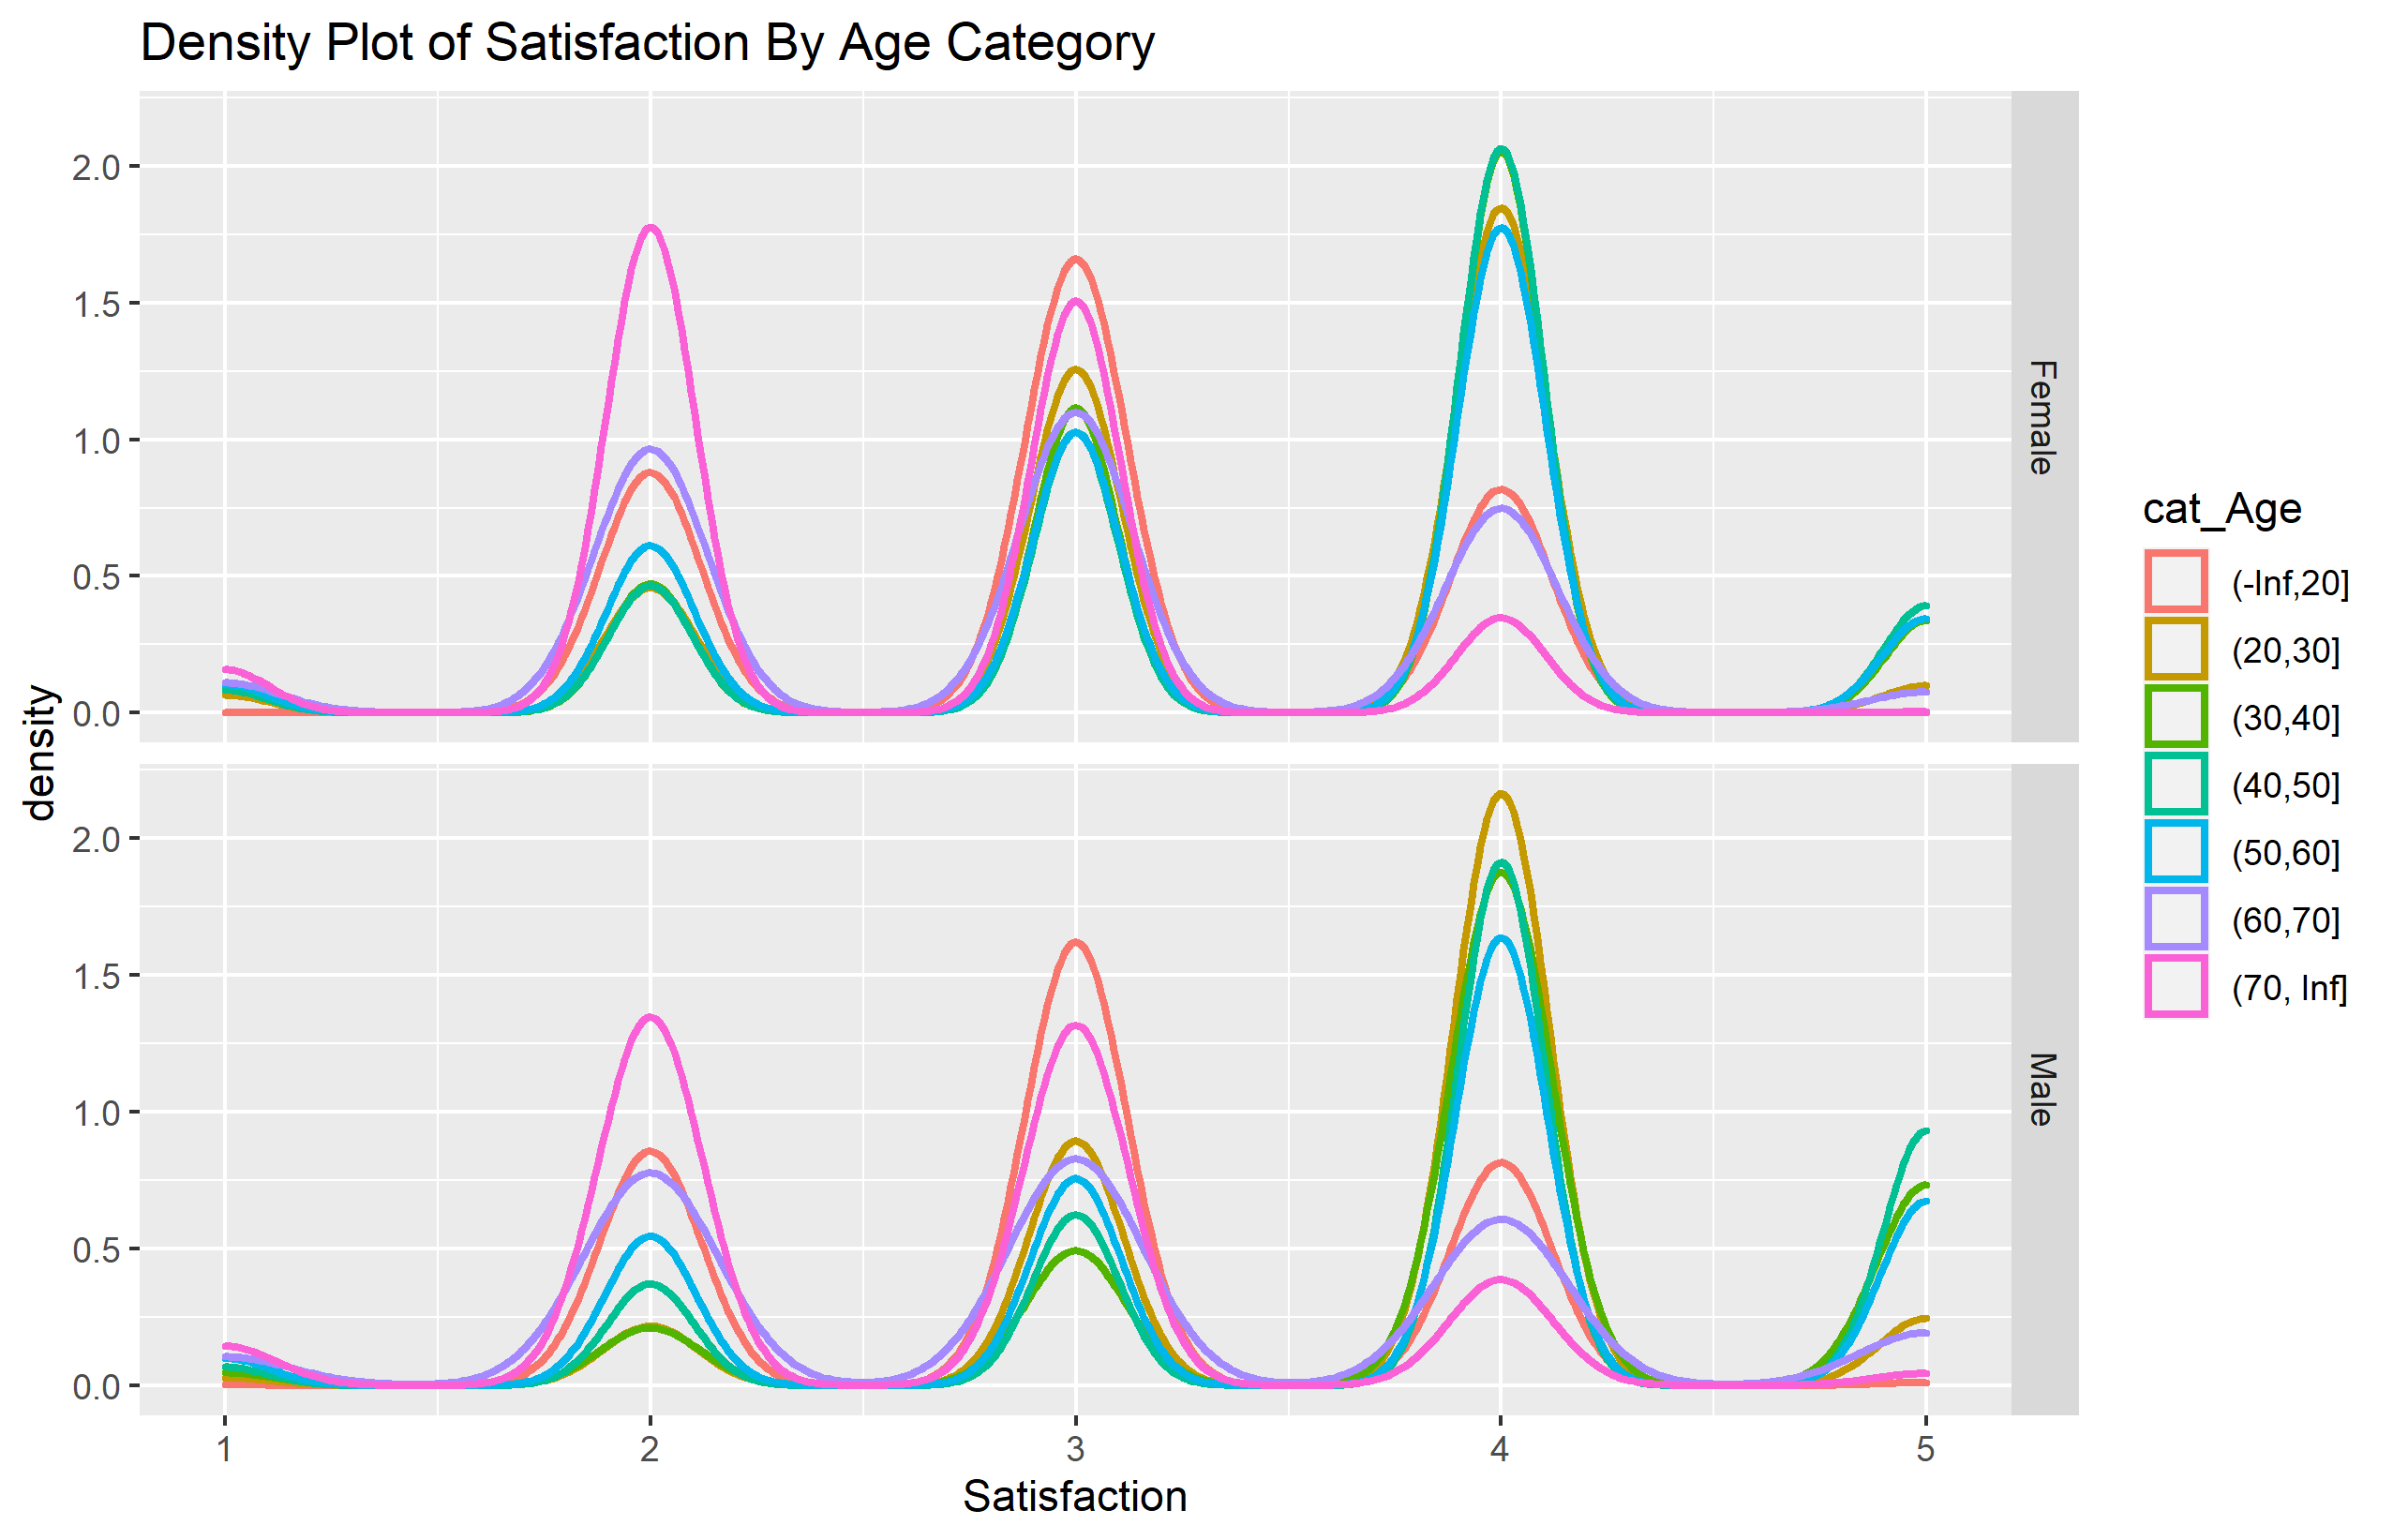 Density Plot of Satisfaction By Age Category
density
2.0
1.5
1.0
0.5
0.0
Female
2.0
1.5
1.0
0.5
0.0
Male
1 2 3 4 5
Satisfaction
cat_Age
(-Inf,20]
(20,30]
(30,40]
(40,50]
(50,60]
(60,70]
(70, Inf]